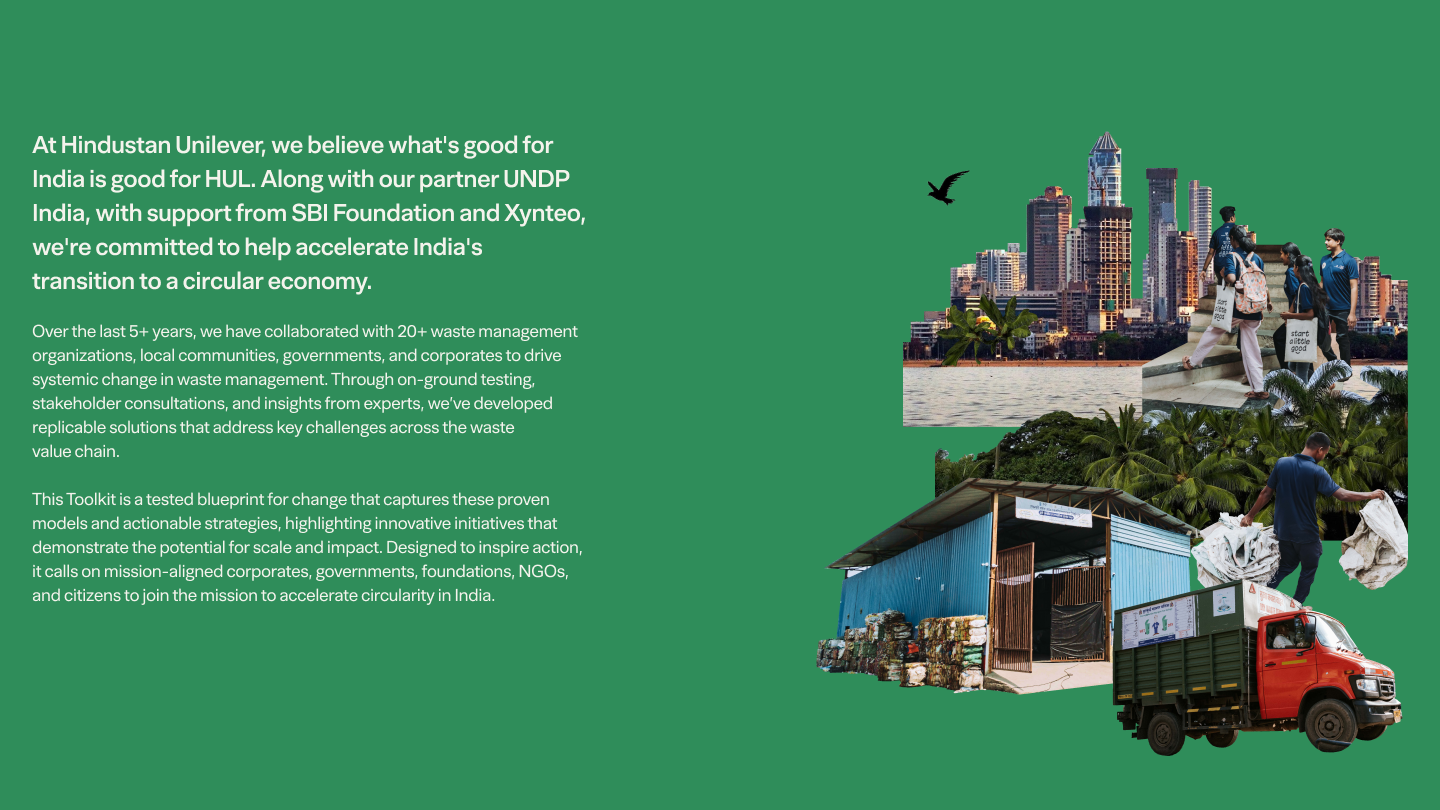 At Hindustan Unilever, we believe what's good for
India is good for HUL. Along with our partner UNDP
India, with support from SBI Foundation and Xynteo,
we're committed to help accelerate India's
transition to a circular economy.
Over the last 5+ years, we have collaborated with 20+ waste management
organizations, local communities, governments, and corporates to drive
systemic change in waste management. Through on-ground testing,
stakeholder consultations, and insights from experts, we’ve developed
replicable solutions that address key challenges across the waste
value chain.
This Toolkit is a tested blueprint for change that captures these proven
models and actionable strategies, highlighting innovative initiatives that
demonstrate the potential for scale and impact. Designed to inspire action,
it calls on mission-aligned corporates, governments, foundations, NGOs,
and citizens to join the mission to accelerate circularity in India.
start
a little
good
start
a little
good